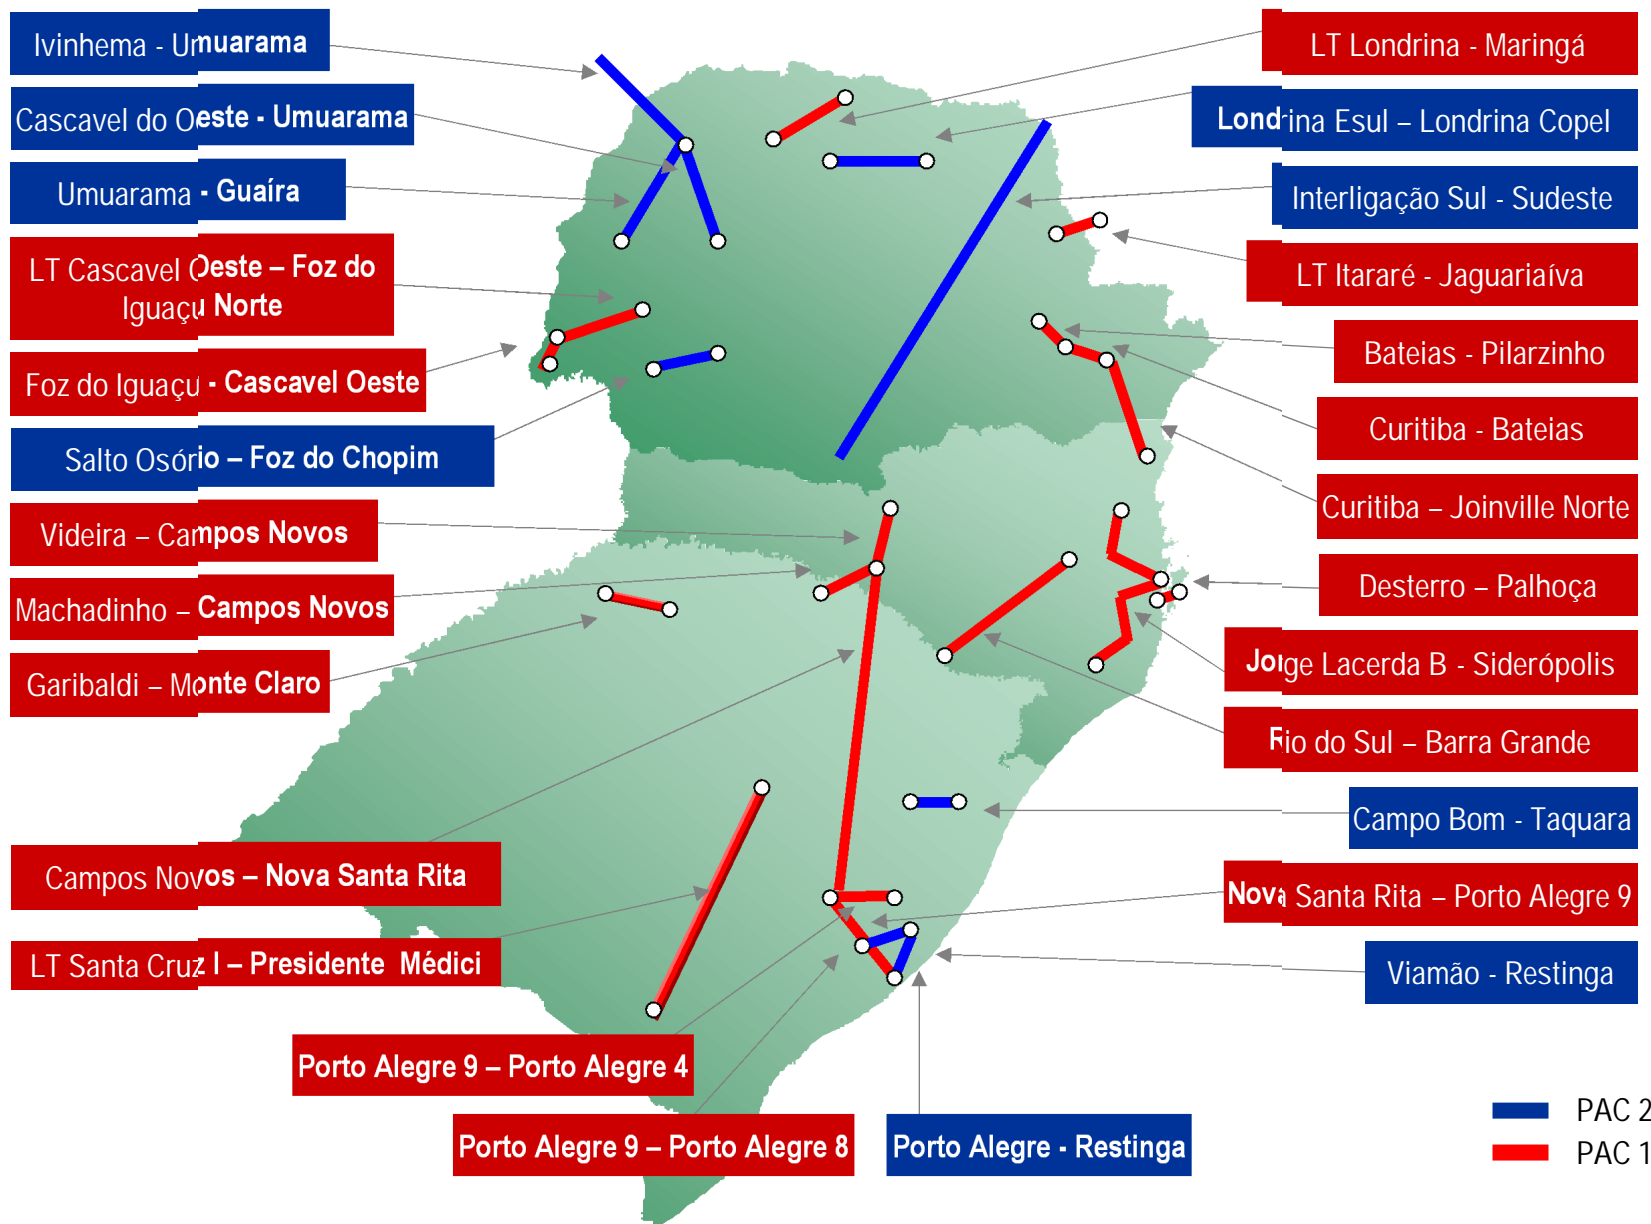 Ivinhema - Umuarama
Cascavel do Oeste - Umuarama
Umuarama - Guaíra
LT Cascavel Oeste – Foz do
Iguaçu Norte
Foz do Iguaçu - Cascavel Oeste
Salto Osório – Foz do Chopim
Videira – Campos Novos
Machadinho – Campos Novos
Garibaldi – Monte Claro
Campos Novos – Nova Santa Rita
LT Santa Cruz I – Presidente Médici
Porto Alegre 9 – Porto Alegre 4
Porto Alegre 9 – Porto Alegre 8
Porto Alegre - Restinga
LT Londrina - Maringá
Londrina Esul – Londrina Copel
Interligação Sul - Sudeste
LT Itararé - Jaguariaíva
Bateias - Pilarzinho
Curitiba - Bateias
Curitiba – Joinville Norte
Desterro – Palhoça
Jorge Lacerda B - Siderópolis
Rio do Sul – Barra Grande
Campo Bom - Taquara
Nova Santa Rita – Porto Alegre 9
Viamão - Restinga
PAC 2
PAC 1